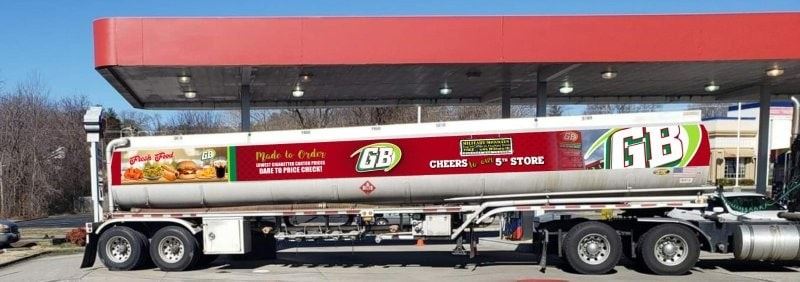 Fresh Food
GB
Made to Order
LOWEST CIGARETTE CARTON PRICES
DARE TO PRICE CHECK!
GB
CHEERS to our 5TH STORE
GB